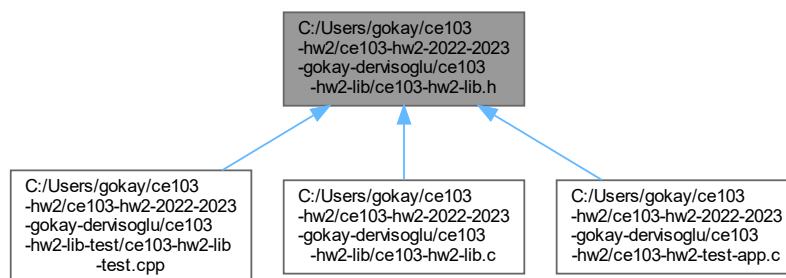 C:/Users/gokay/ce103
-hw2/ce103-hw2-2022-2023
-gokay-dervisoglu/ce103
-hw2-lib/ce103-hw2-lib.h
C:/Users/gokay/ce103
-hw2/ce103-hw2-2022-2023
-gokay-dervisoglu/ce103
-hw2-lib-test/ce103-hw2-lib
-test.cpp
C:/Users/gokay/ce103
-hw2/ce103-hw2-2022-2023
-gokay-dervisoglu/ce103
-hw2-lib/ce103-hw2-lib.c
C:/Users/gokay/ce103
-hw2/ce103-hw2-2022-2023
-gokay-dervisoglu/ce103
-hw2/ce103-hw2-test-app.c